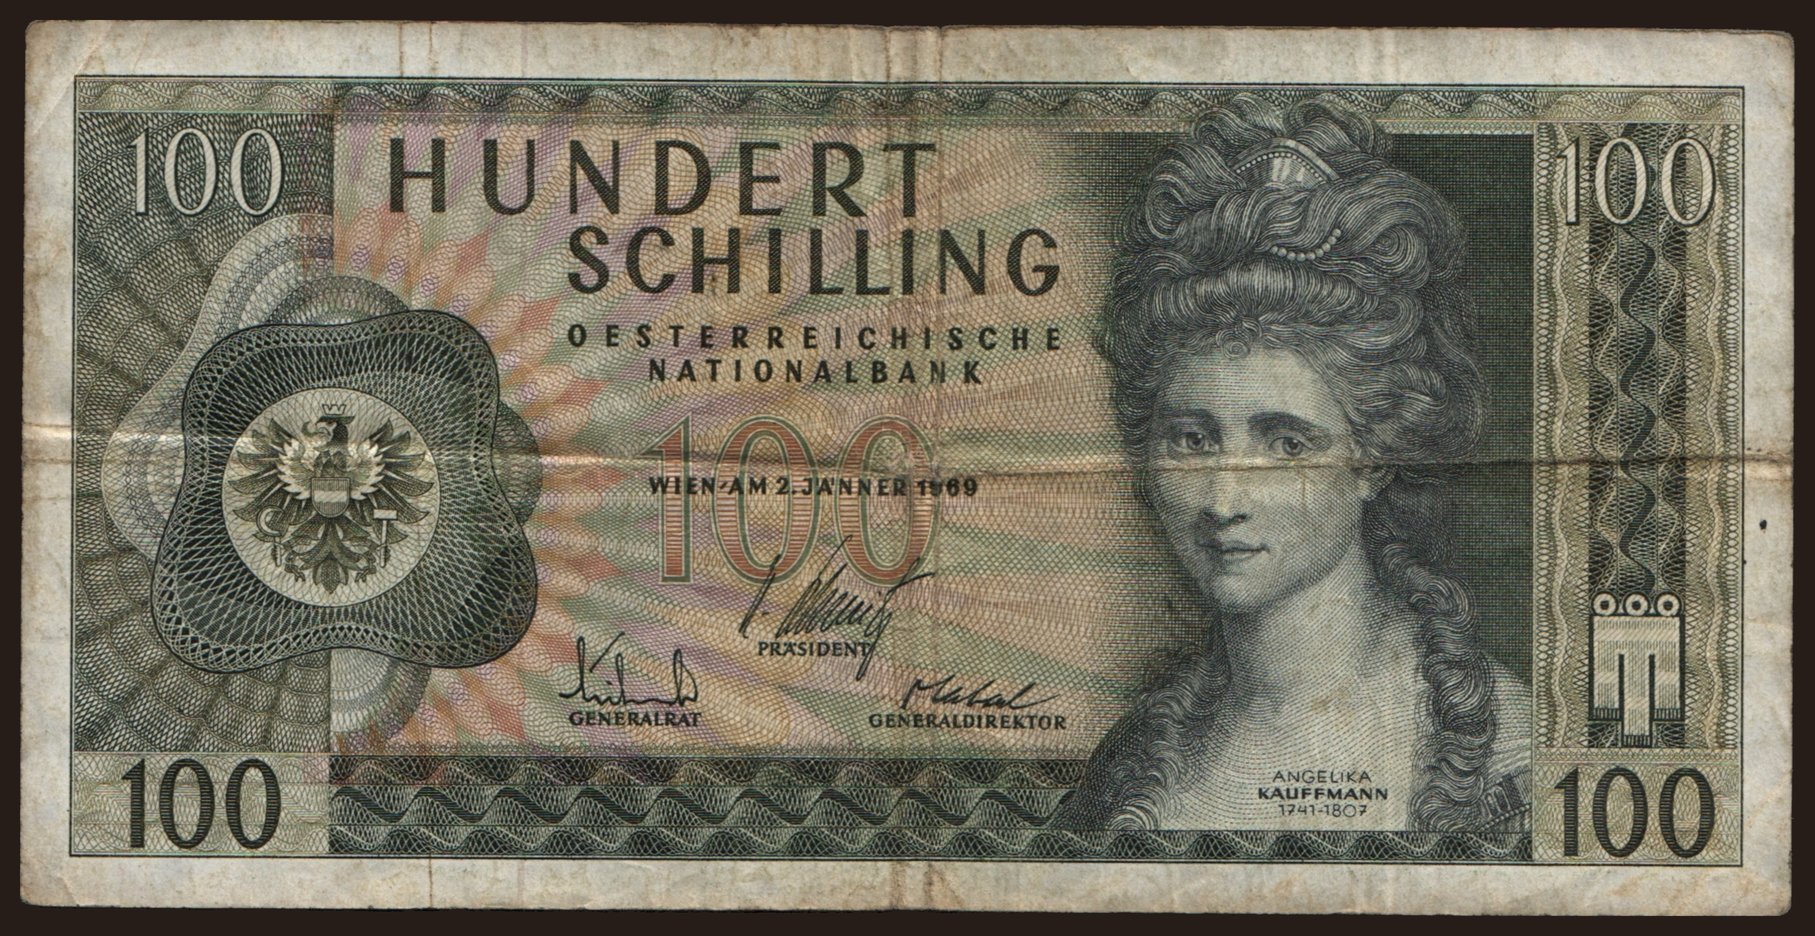 100
HUNDERT
SCHILLING
100
OESTERREICHISCHE
NATIONALBANK
100
WIEN, AM 2. JÄNNER 1969
PRÄSIDENT
GENERALRAT
GENERALDIREKTOR
ANGELIKA
KAUFFMANN
1741-1807
100
100